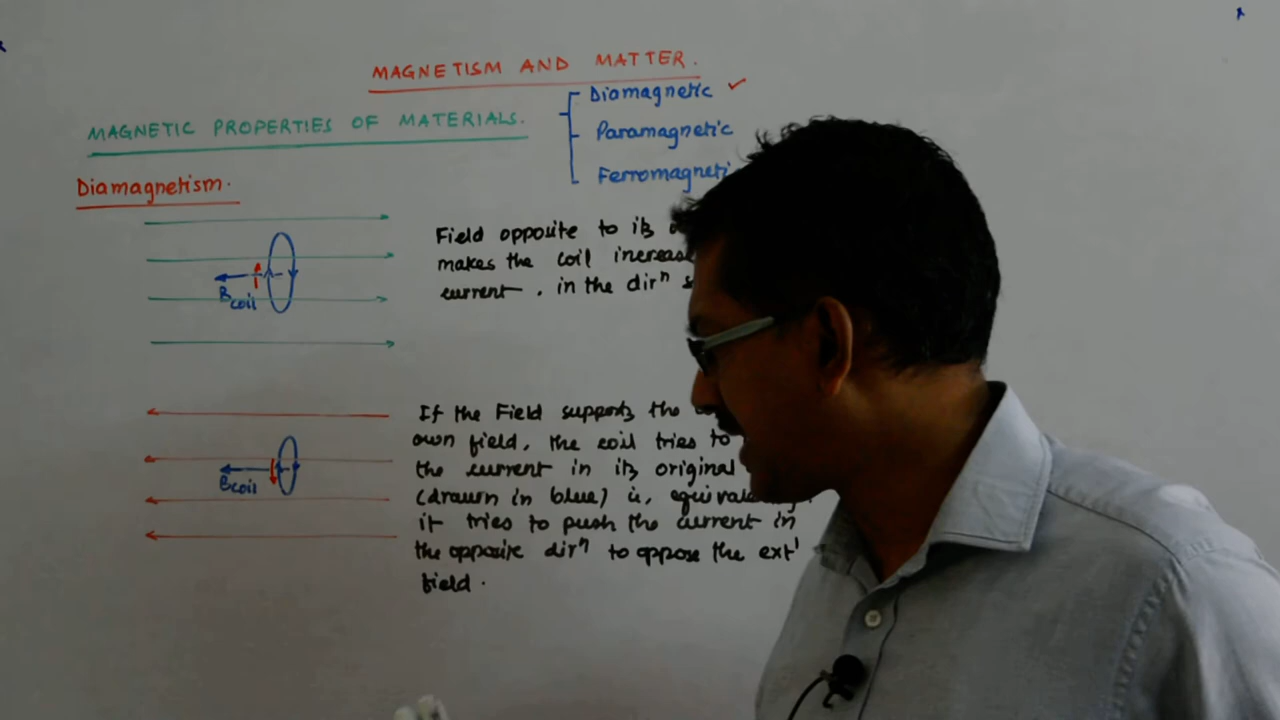 MAGNETISM AND MATTER.
MAGNETIC PROPERTIES OF MATERIALS.
Diamagnetic ✓
Paramagnetic
Ferromagneti
Diamagnetism.
Field opposite to its
makes the coil increase
current. in the dirⁿ
Bcoil
If the Field supports the
own field, the coil tries to
the current in its original
(drawn in blue) ie,
it tries to push the current in
the opposite dirⁿ to oppose the extˡ
field.
Bcoil